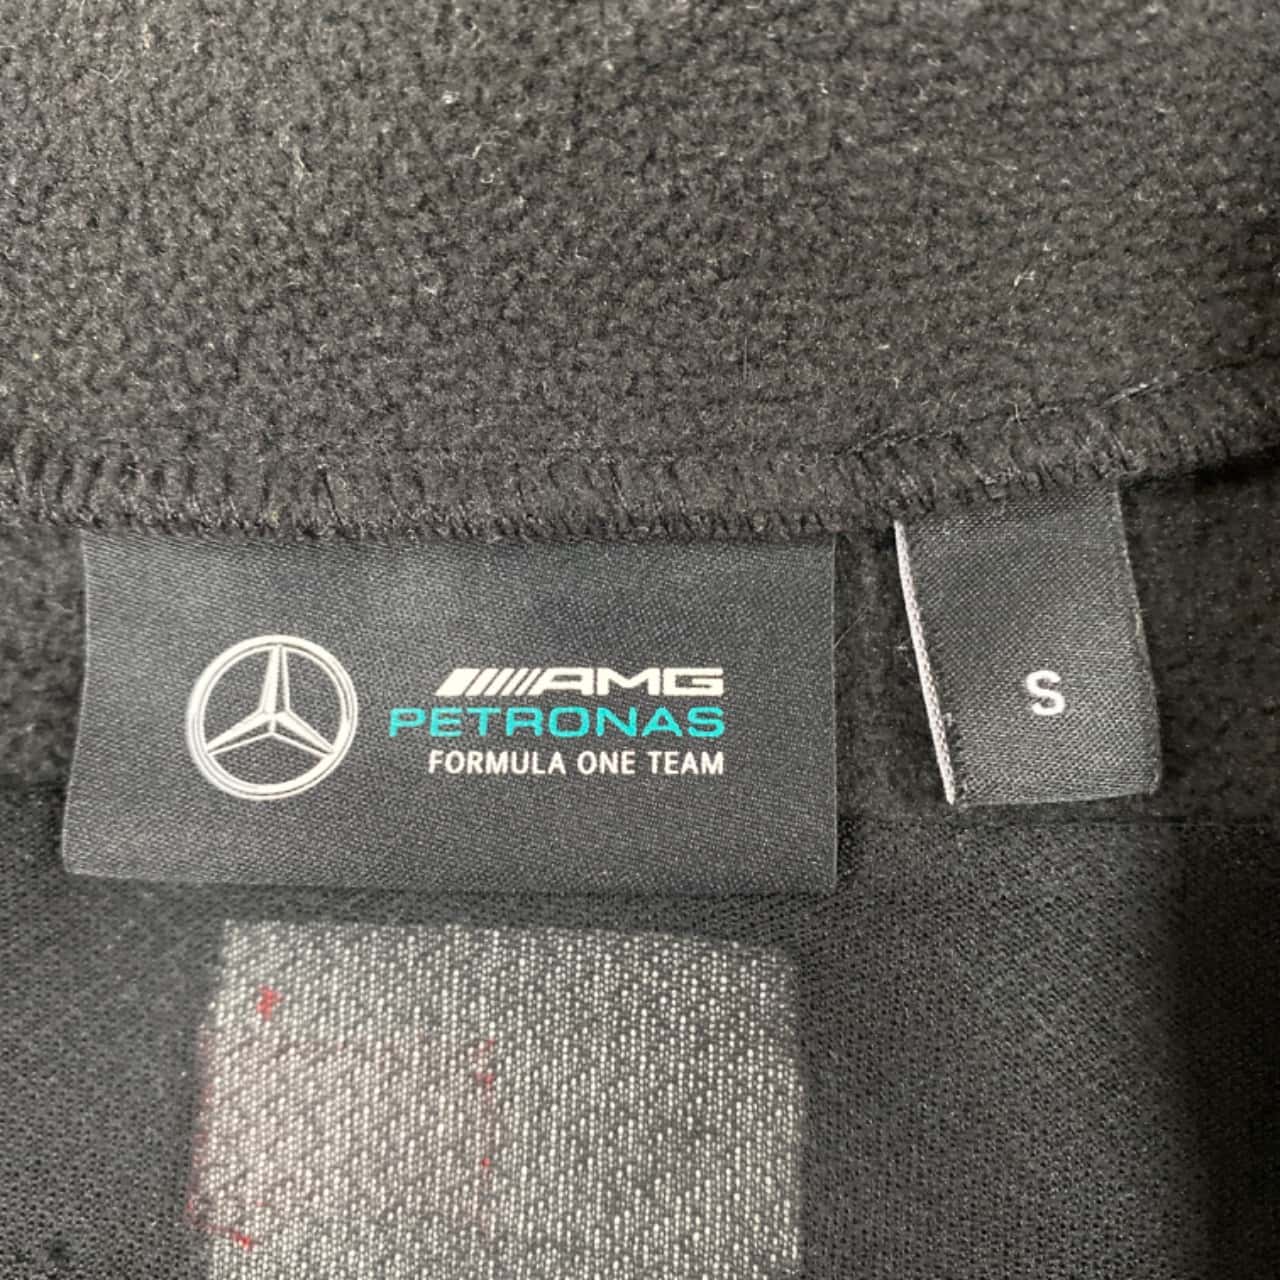 AMG
PETRONAS
FORMULA ONE TEAM
S